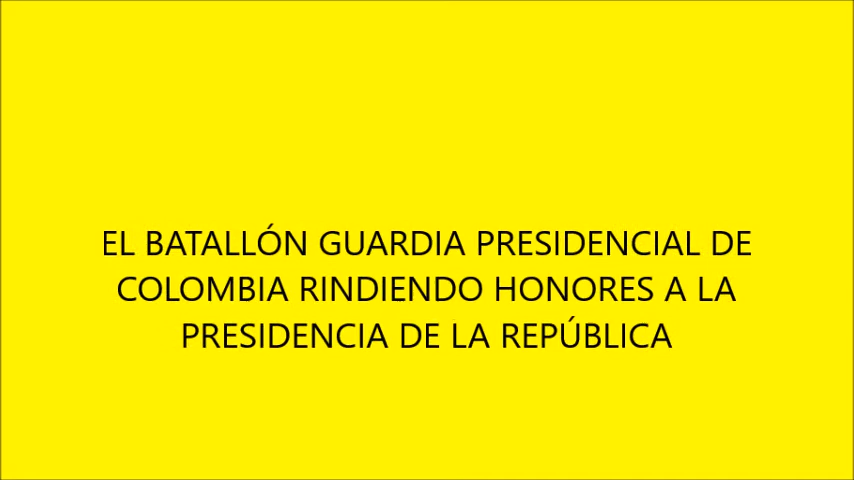 EL BATALLÓN GUARDIA PRESIDENCIAL DE
COLOMBIA RINDIENDO HONORES A LA
PRESIDENCIA DE LA REPÚBLICA